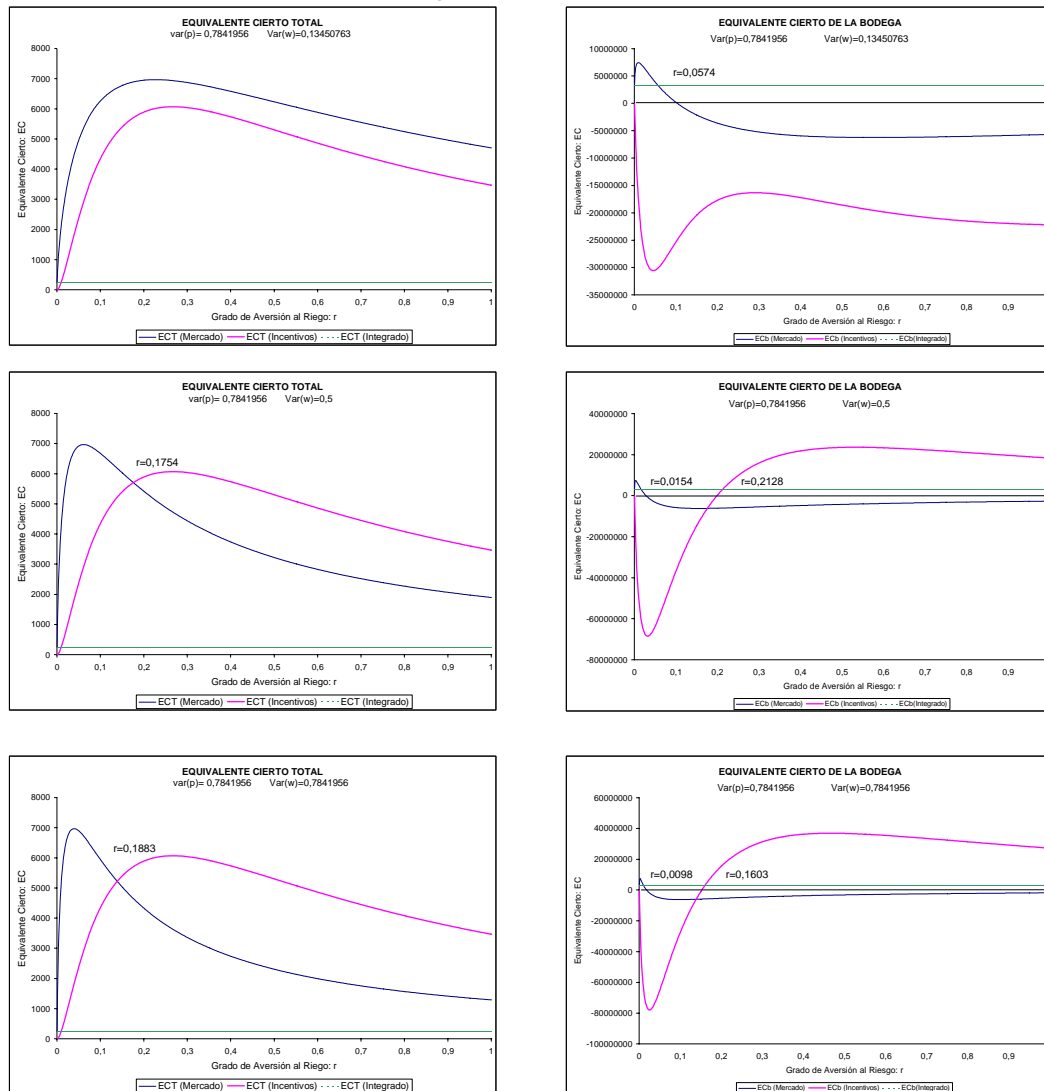 EQUIVALENTE CIERTO TOTAL
var(p)= 0,7841956 Var(w)=0,13450763
8000
7000
6000
5000
4000
3000
2000
1000
0
Equivalente Cierto: EC
0 0,1 0,2 0,3 0,4 0,5 0,6 0,7 0,8 0,9 1
Grado de Aversión al Riego: r
ECT (Mercado) ECT (Incentivos) ECT (Integrado)
EQUIVALENTE CIERTO DE LA BODEGA
Var(p)=0,7841956 Var(w)=0,13450763
r=0,0574
10000000
5000000
0
-5000000
-10000000
-15000000
-20000000
-25000000
-30000000
-35000000
Equivalente Cierto: EC
0 0,1 0,2 0,3 0,4 0,5 0,6 0,7 0,8 0,9
Grado de Aversión al Riesgo: r
ECb (Mercado) ECb (Incentivos) ECb(Integrado)
EQUIVALENTE CIERTO TOTAL
var(p)= 0,7841956 Var(w)=0,5
r=0,1754
8000
7000
6000
5000
4000
3000
2000
1000
0
Equivalente Cierto: EC
0 0,1 0,2 0,3 0,4 0,5 0,6 0,7 0,8 0,9 1
Grado de Aversión al Riego: r
ECT (Mercado) ECT (Incentivos) ECT (Integrado)
EQUIVALENTE CIERTO DE LA BODEGA
Var(p)=0,7841956 Var(w)=0,5
r=0,0154 r=0,2128
40000000
20000000
0
-20000000
-40000000
-60000000
-80000000
Equivalente Cierto: EC
0 0,1 0,2 0,3 0,4 0,5 0,6 0,7 0,8 0,9
Grado de Aversión al Riesgo: r
ECb (Mercado) ECb (Incentivos) ECb(Integrado)
EQUIVALENTE CIERTO TOTAL
var(p)= 0,7841956 Var(w)=0,7841956
r=0,1883
8000
7000
6000
5000
4000
3000
2000
1000
0
Equivalente Cierto: EC
0 0,1 0,2 0,3 0,4 0,5 0,6 0,7 0,8 0,9 1
Grado de Aversión al Riego: r
ECT (Mercado) ECT (Incentivos) ECT (Integrado)
EQUIVALENTE CIERTO DE LA BODEGA
Var(p)=0,7841956 Var(w)=0,7841956
r=0,0098 r=0,1603
60000000
40000000
20000000
0
-20000000
-40000000
-60000000
-80000000
-100000000
Equivalente Cierto: EC
0 0,1 0,2 0,3 0,4 0,5 0,6 0,7 0,8 0,9
Grado de Aversión al Riesgo: r
ECb (Mercado) ECb (Incentivos) ECb(Integrado)